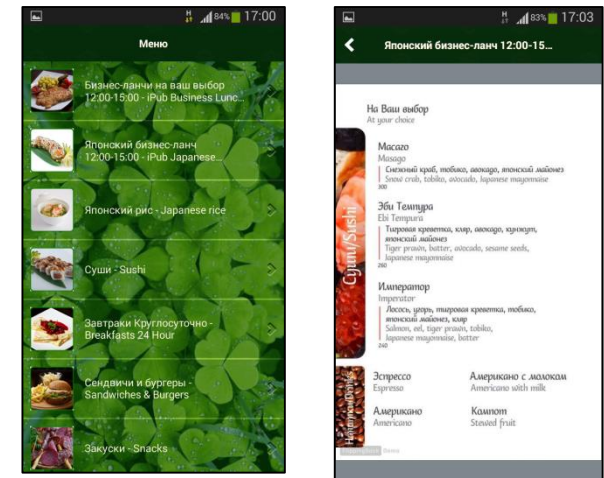 H 84% 17:00
Меню
Бизнес-ланчи на ваш выбор
12:00-15:00 - iPub Business Lunc...
Японский бизнес-ланч
12:00-15:00 - iPub Japanese...
Японский рис - Japanese rice
Суши - Sushi
Завтраки Круглосуточно -
Breakfasts 24 Hour
Сендвичи и бургеры -
Sandwiches & Burgers
Закуски - Snacks
H 83% 17:03
Японский бизнес-ланч 12:00-15...
На Ваш выбор
At your choice
Суши/Sushi
Масаго
Masago
Снежный краб, тобико, авокадо, японский майонез
Snow crab, tobiko, avocado, Japanese mayonnaise
300
Эби Темпура
Ebi Tempura
Тигровая креветка, кляр, авокадо, кунжут,
японский майонез
Tiger prawn, batter, avocado, sesame seeds,
Japanese mayonnaise
260
Император
Imperator
Лосось, угорь, тигровая креветка, тобико,
японский майонез, кляр
Salmon, eel, tiger prawn, tobiko,
Japanese mayonnaise, batter
240
Напитки/Drinks
Эспрессо
Espresso
Американо с молоком
Americano with milk
Американо
Americano
Компот
Stewed fruit